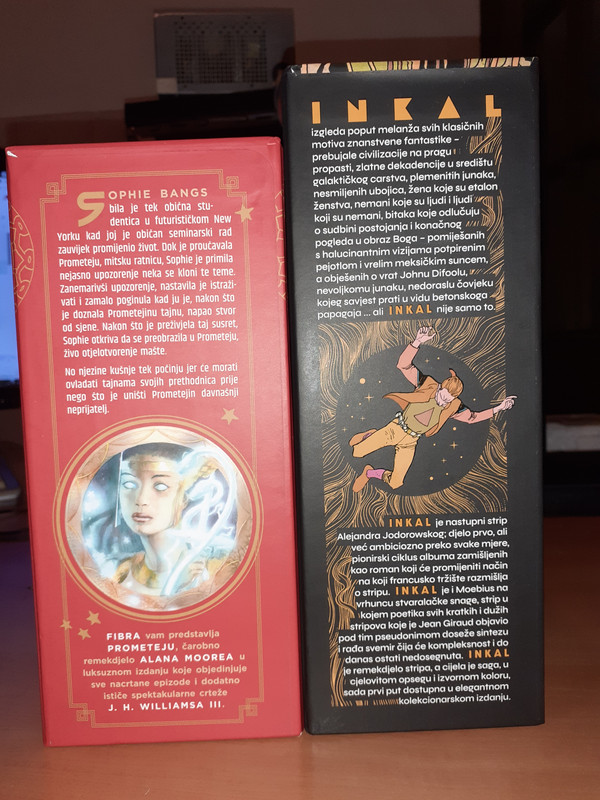 SOPHIE BANGS
bila je tek obična stu-
dentica u futurističkom New
Yorku kad joj je običan seminarski rad
zauvijek promijenio život. Dok je proučavala
Prometeju, mitsku ratnicu, Sophie je primila
nejasno upozorenje neka se kloni te teme.
Zanemarivši upozorenje, nastavila je istraži-
vati i zamalo poginula kad ju je, nakon što
je doznala Prometejinu tajnu, napao stvor
od sjene. Nakon što je preživjela taj susret,
Sophie otkriva da se preobrazila u Prometeju,
živo otjelotvorenje mašte.
No njezine kušnje tek počinju jer će morati
ovladati tajnama svojih prethodnica prije
nego što je uništi Prometejin davnašnji
neprijatelj.
FIBRA vam predstavlja
PROMETEJU, čarobno
remekdjelo ALANA MOOREA u
luksuznom izdanju koje objedinjuje
sve nacrtane epizode i dodatno
ističe spektakularne crteže
J. H. WILLIAMSA III.
INKAL
izgleda poput melanža svih klasičnih
motiva znanstvene fantastike –
prebujale civilizacije na pragu
propasti, zlatne dekadencije u središtu
galaktičkog carstva, plemenitih junaka,
nesmiljenih ubojica, žena koje su etalon
ženstva, nemani koje su ljudi i ljudi
koji su nemani, bitaka koje odlučuju
o sudbini postojanja i konačnog
pogleda u obraz Boga – pomiješanih
s halucinantnim vizijama potpirenim
pejotlom i vrelim meksičkim suncem,
a obješenih o vrat Johnu Difoolu,
nevoljkomu junaku, nedoraslu čovječuljku
kojeg savjest prati u vidu betonskoga
papagaja ... ali INKAL nije samo to.
INKAL je nastupni strip
Alejandra Jodorowskog; djelo prvo, ali
već ambiciozno preko svake mjere,
pionirski ciklus albuma zamišljenih
kao roman koji će promijeniti način
na koji francusko tržište razmišlja
o stripu. INKAL je i Moebius na
vrhuncu stvaralačke snage, strip u
kojem poetika svih kratkih i dužih
stripova koje je Jean Giraud objavio
pod tim pseudonimom doseže sintezu
i rađa svemir čija će kompleksnost i do
danas ostati nedosegnuta. INKAL
je remekdjelo stripa, a cijela je saga, u
cjelovitom opsegu i izvornom koloru,
sada prvi put dostupna u elegantnom
kolekcionarskom izdanju.